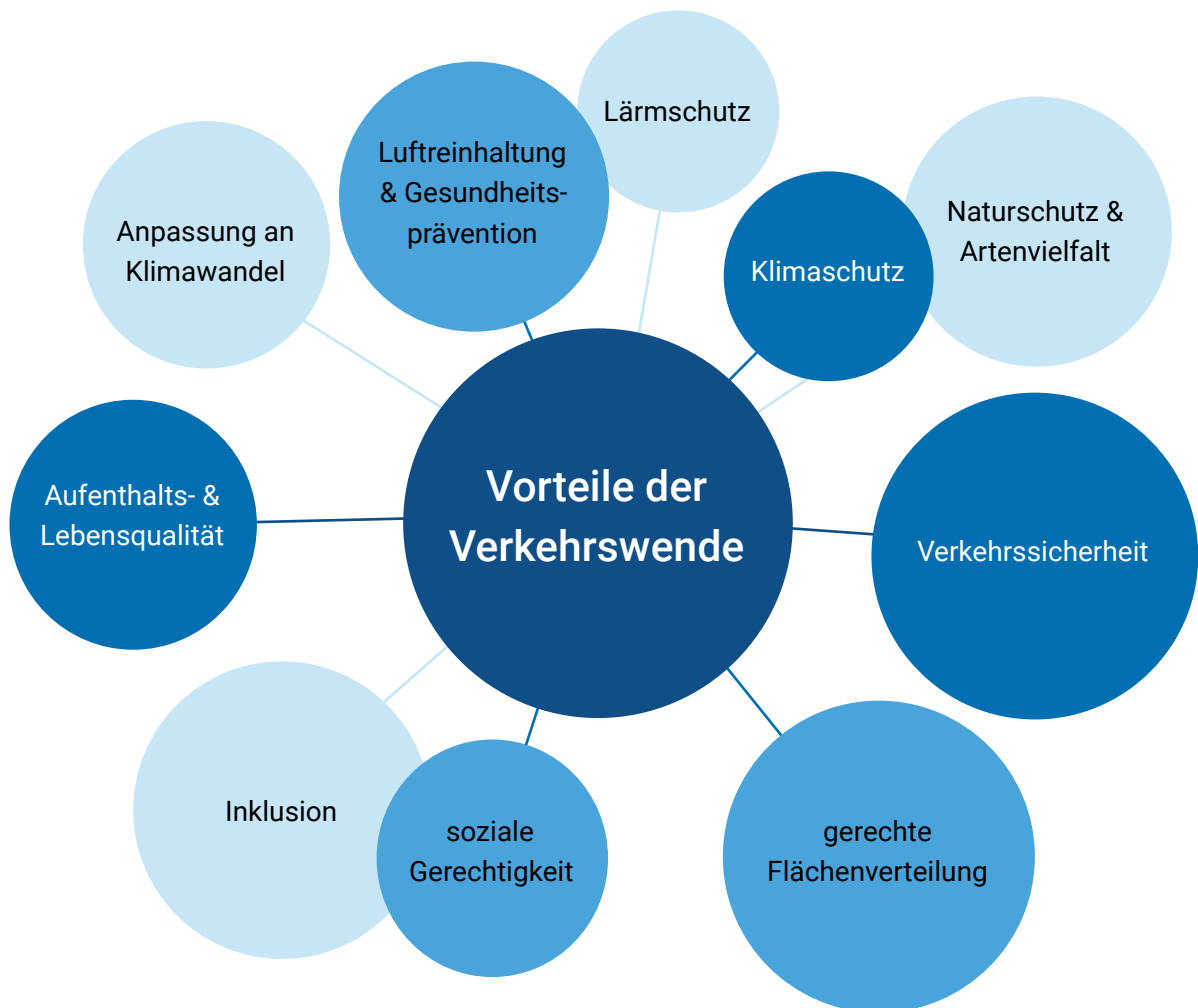 Lärmschutz
Luftreinhaltung
& Gesundheits-
prävention
Naturschutz &
Artenvielfalt
Anpassung an
Klimawandel
Klimaschutz
Vorteile der
Verkehrswende
Aufenthalts- &
Lebensqualität
Verkehrssicherheit
Inklusion
soziale
Gerechtigkeit
gerechte
Flächenverteilung